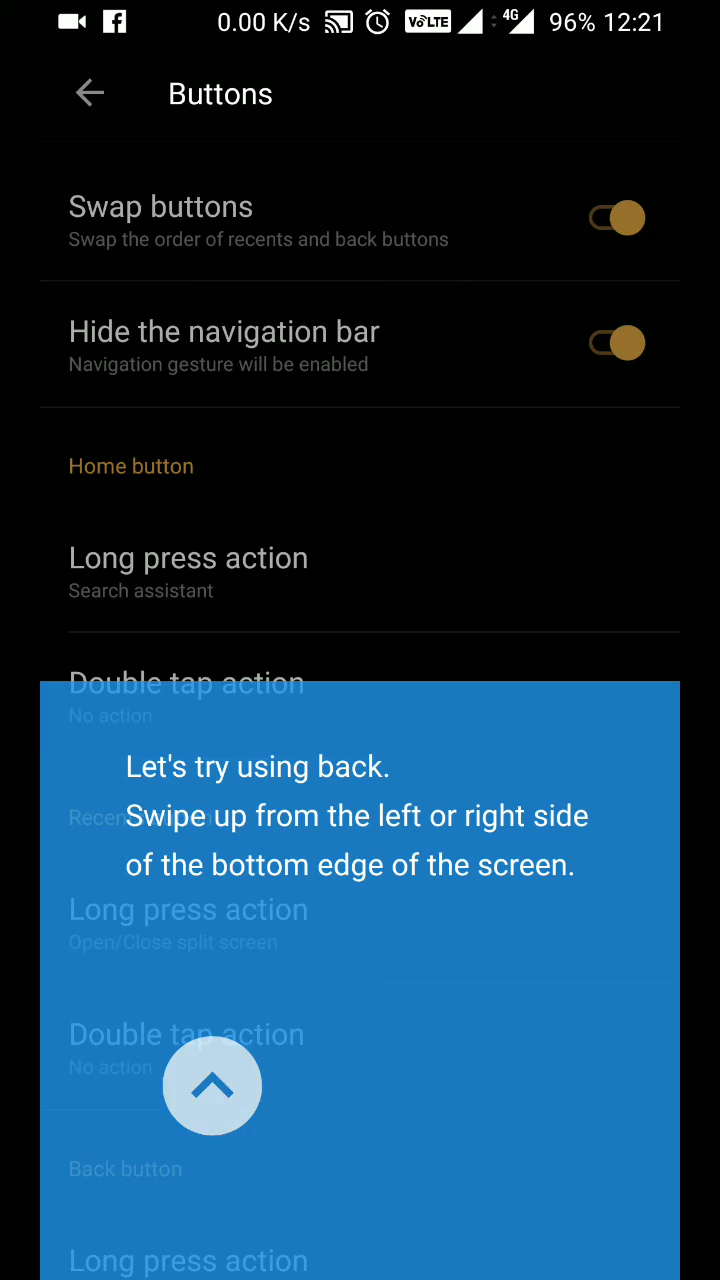 0.00 K/s VoLTE 4G 96% 12:21
Buttons
Swap buttons
Swap the order of recents and back buttons
Hide the navigation bar
Navigation gesture will be enabled
Home button
Long press action
Search assistant
Double tap action
No action
Let's try using back.
Swipe up from the left or right side
of the bottom edge of the screen.
Long press action
Open/Close split screen
Double tap action
No action
Back button
Long press action